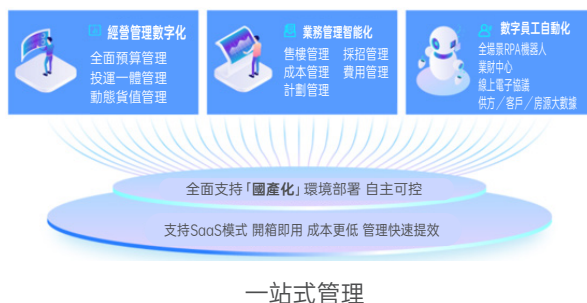 經營管理數字化
全面預算管理
投運一體管理
動態貨值管理
業務管理智能化
售樓管理 採招管理
成本管理 費用管理
計劃管理
數字員工自動化
全場景RPA機器人
業財中心
線上電子協議
供方／客戶／房源大數據
全面支持「國產化」環境部署 自主可控
支持SaaS模式 開箱即用 成本更低 管理快速提效
一站式管理